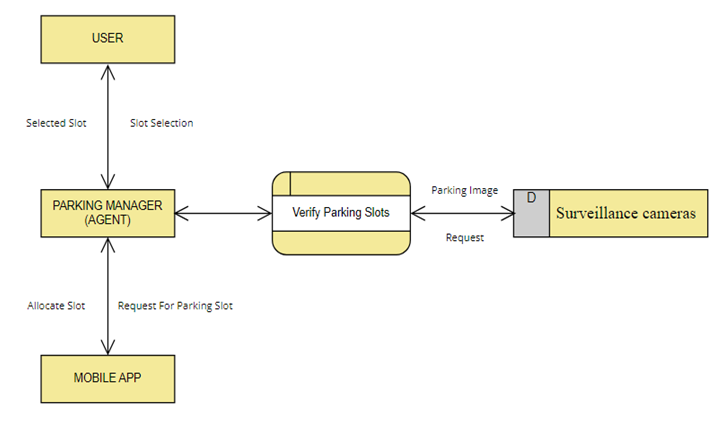 USER
Selected Slot
Slot Selection
PARKING MANAGER
(AGENT)
Verify Parking Slots
Parking Image
Request
D
Surveillance cameras
Allocate Slot
Request For Parking Slot
MOBILE APP